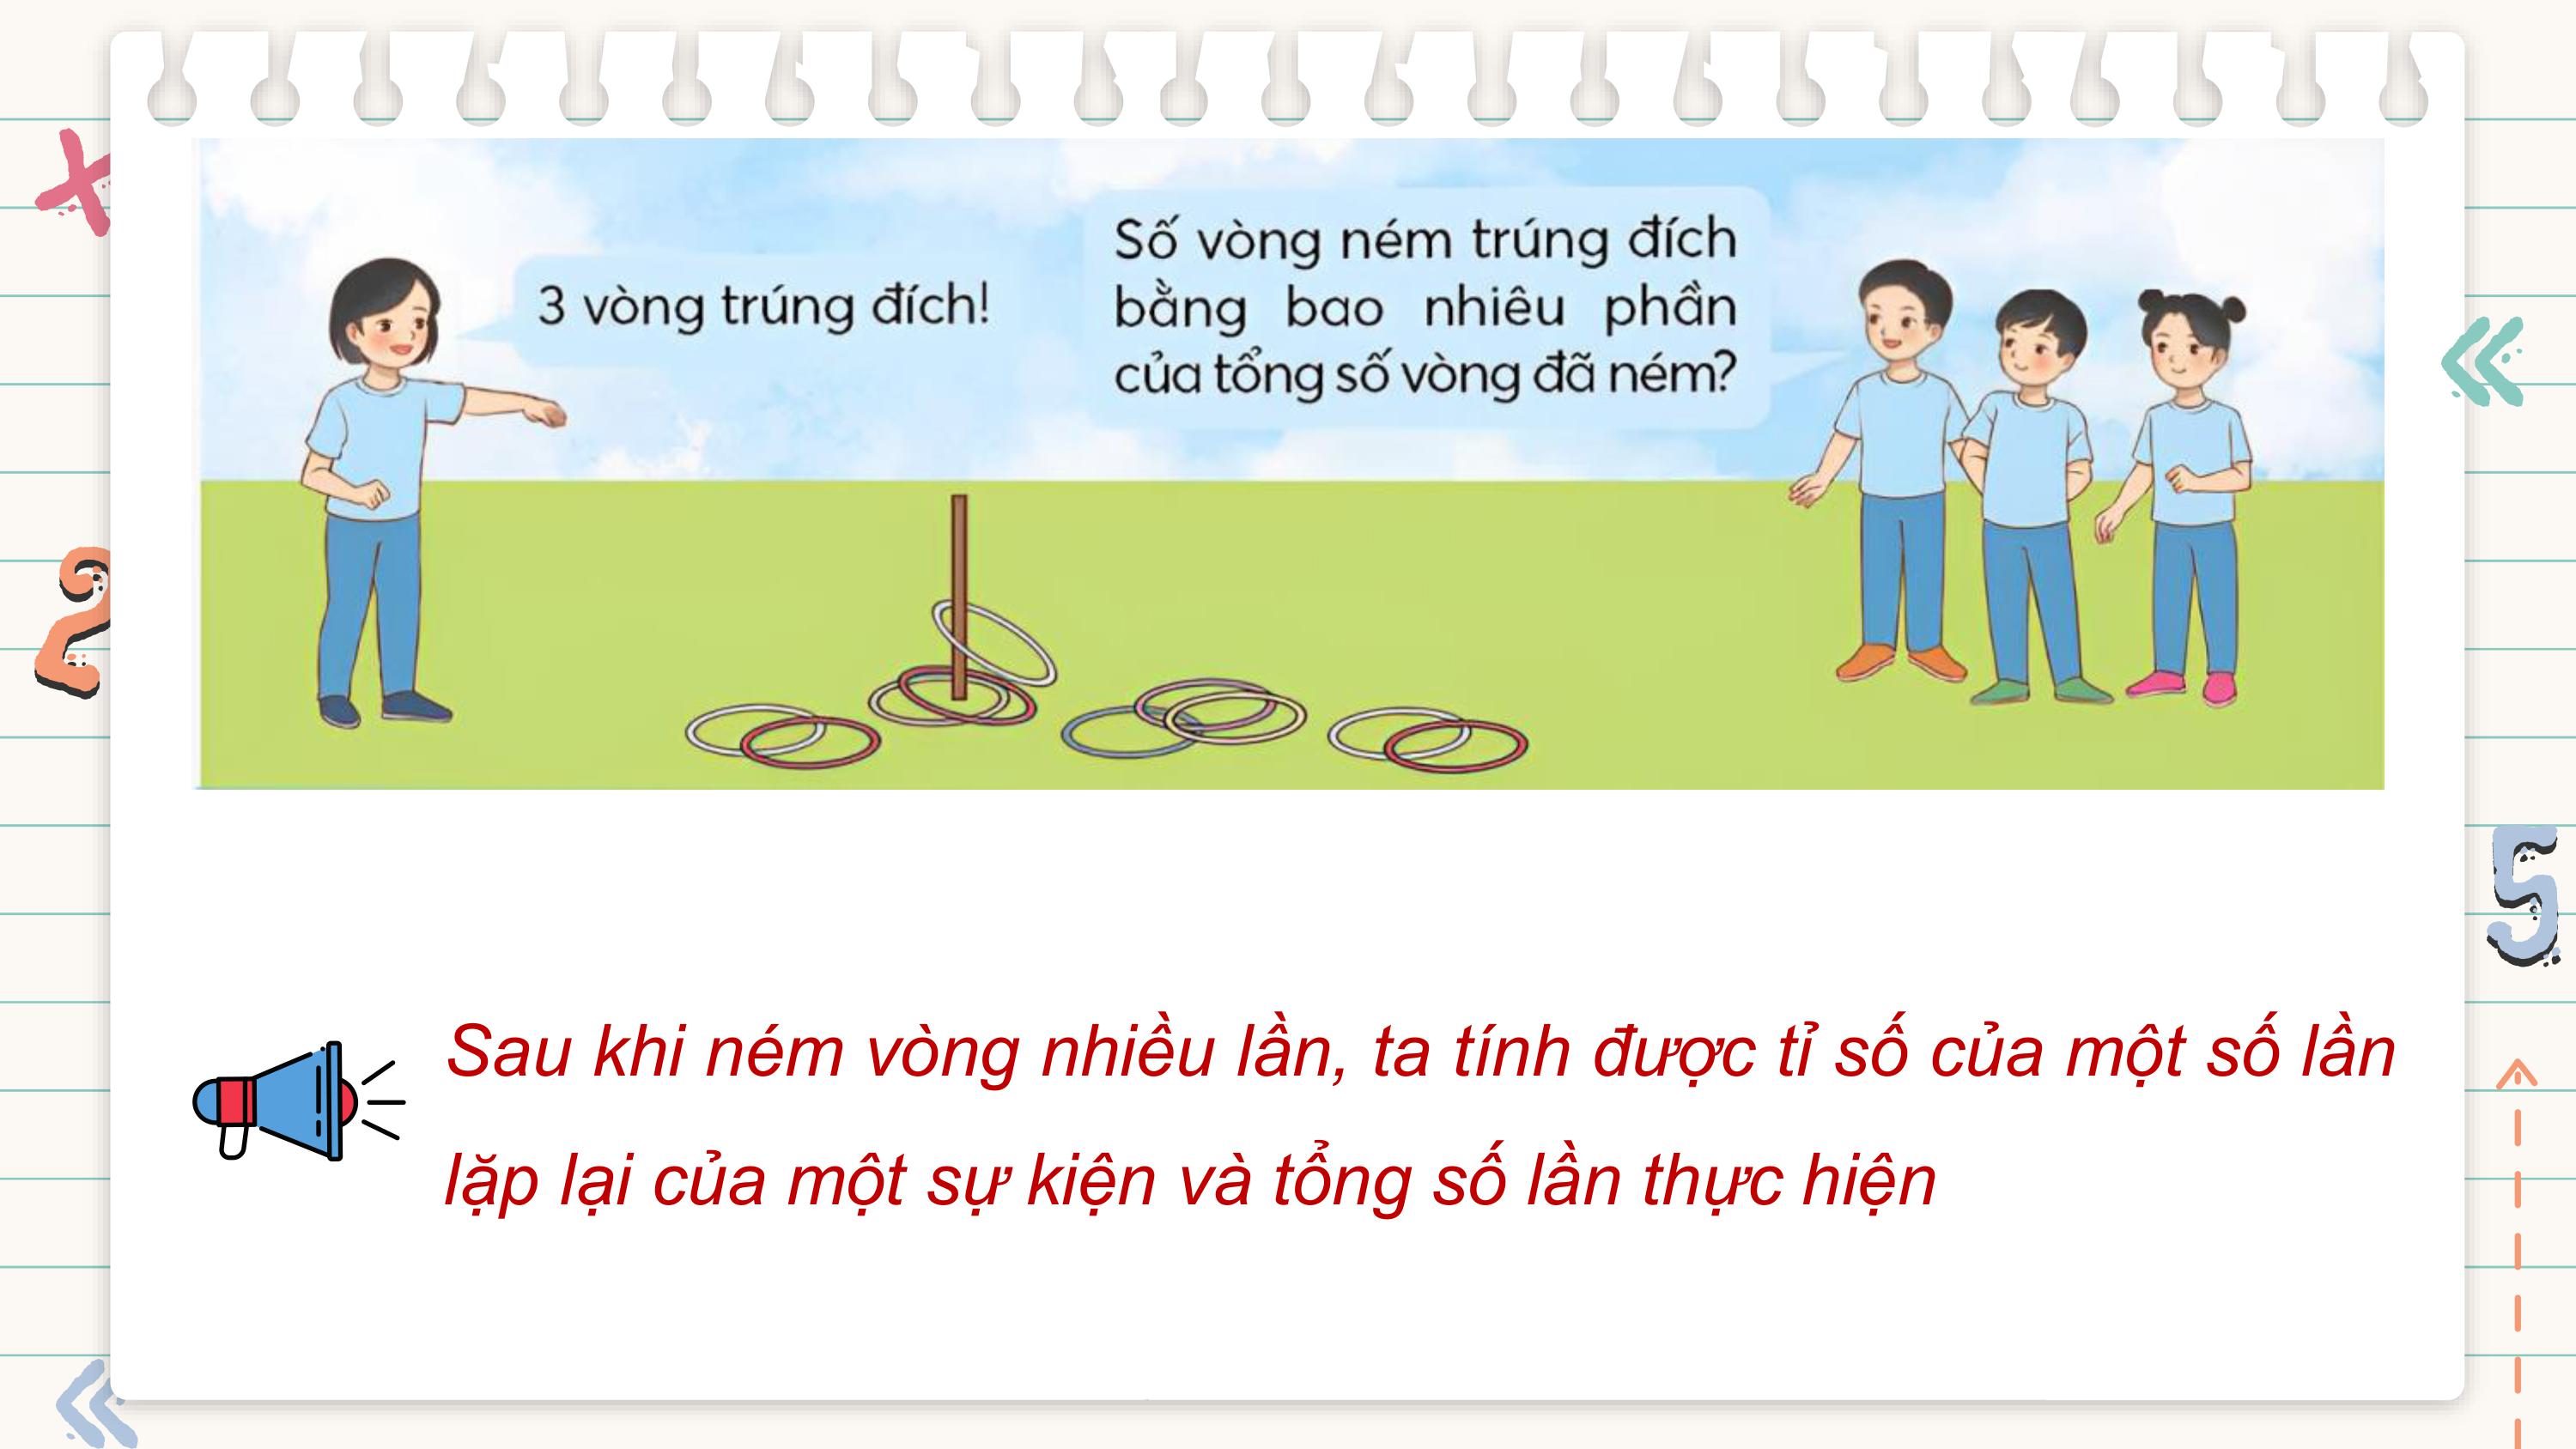 3 vòng trúng đích!
Số vòng ném trúng đích
bằng bao nhiêu phần
của tổng số vòng đã ném?
2
5
Sau khi ném vòng nhiều lần, ta tính được tỉ số của một số lần
lặp lại của một sự kiện và tổng số lần thực hiện